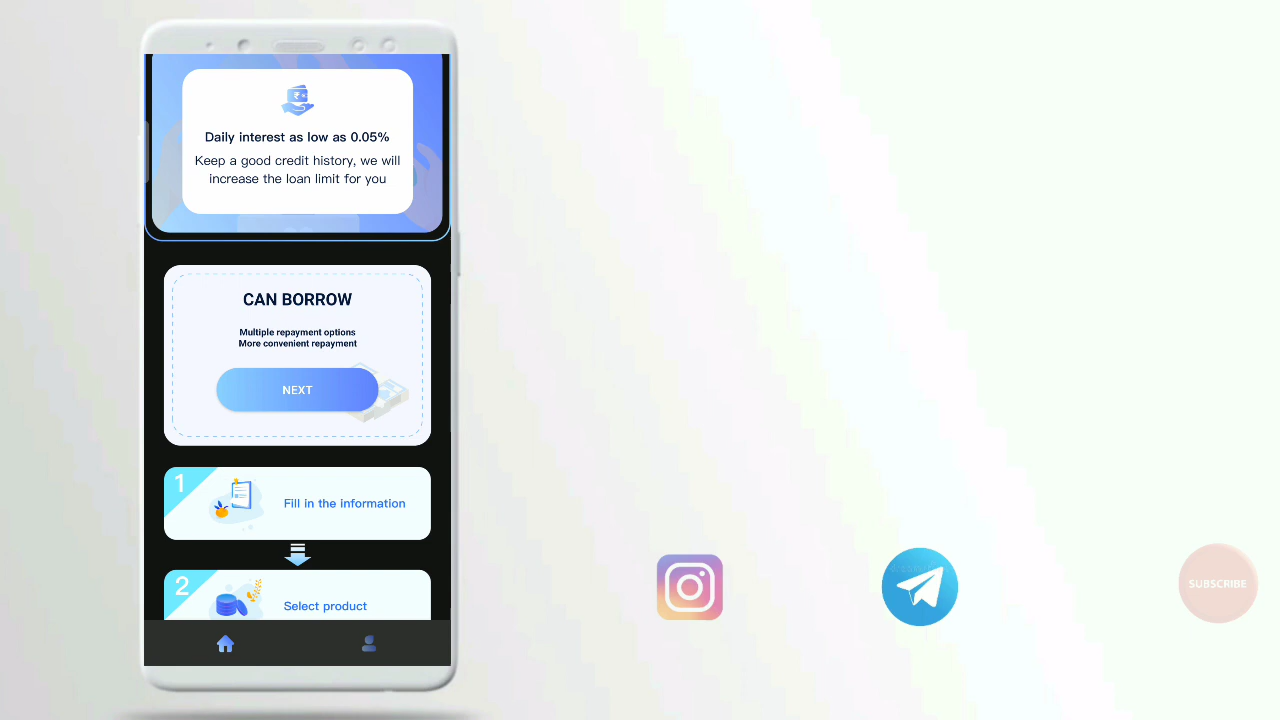 Daily interest as low as 0.05%
Keep a good credit history, we will
increase the loan limit for you
CAN BORROW
Multiple repayment options
More convenient repayment
NEXT
1
Fill in the information
2
Select product
SUBSCRIBE